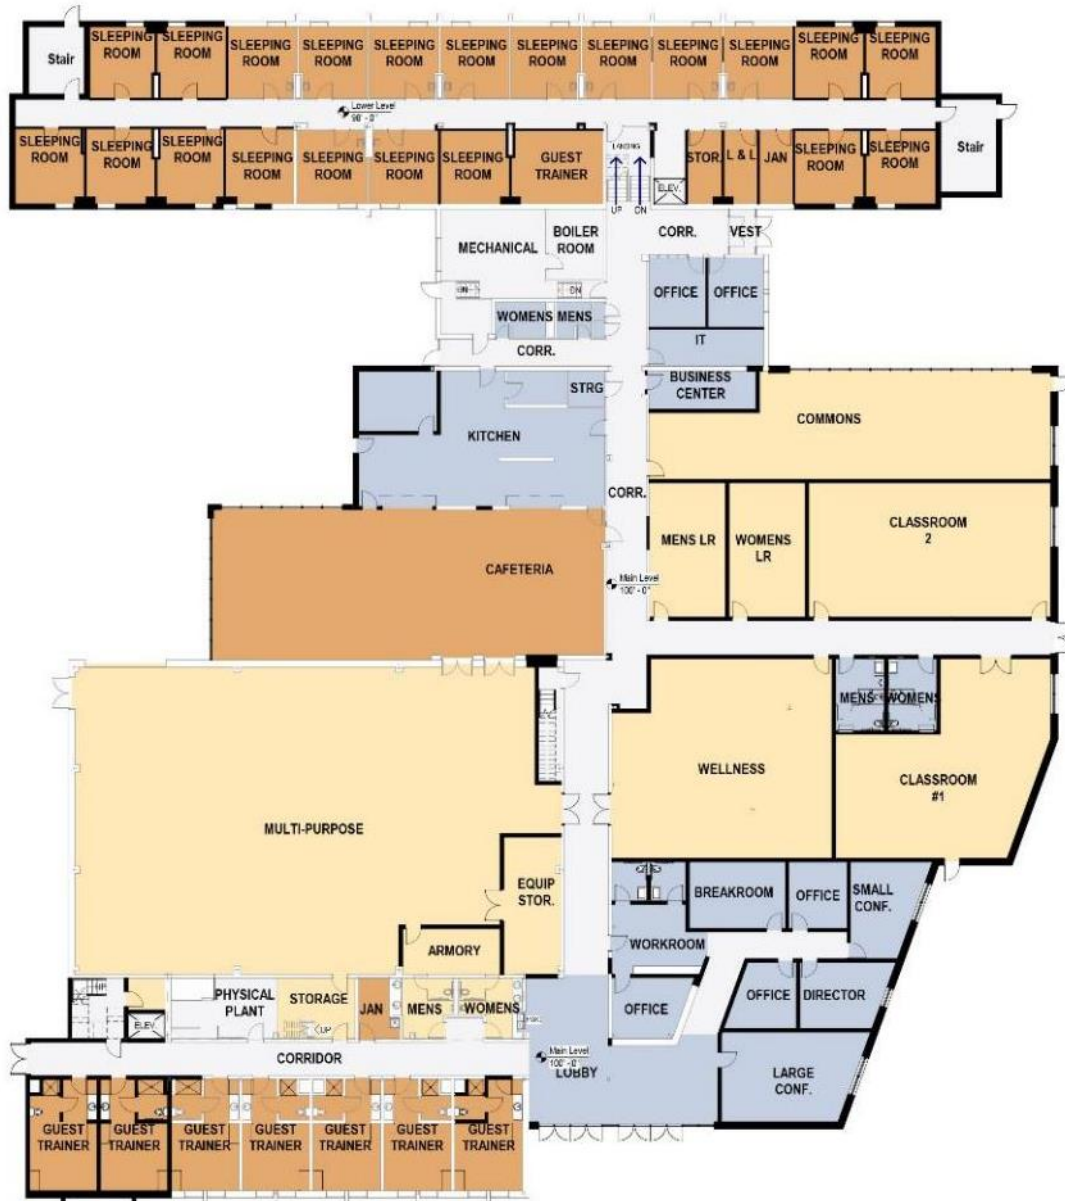 Stair
SLEEPING
ROOM
SLEEPING
ROOM
SLEEPING
ROOM
SLEEPING
ROOM
SLEEPING
ROOM
SLEEPING
ROOM
SLEEPING
ROOM
SLEEPING
ROOM
SLEEPING
ROOM
SLEEPING
ROOM
SLEEPING
ROOM
SLEEPING
ROOM
Lower Level
98' - 0"
SLEEPING
ROOM
SLEEPING
ROOM
SLEEPING
ROOM
SLEEPING
ROOM
SLEEPING
ROOM
SLEEPING
ROOM
SLEEPING
ROOM
GUEST
TRAINER
LANDING
UP
DN
ELEV.
STOR.
L & L
JAN
SLEEPING
ROOM
SLEEPING
ROOM
Stair
MECHANICAL
BOILER
ROOM
CORR.
VEST
DN
DN
OFFICE
OFFICE
WOMENS
MENS
CORR.
IT
BUSINESS
CENTER
STRG
KITCHEN
COMMONS
CORR.
MENS LR
WOMENS
LR
CLASSROOM
2
CAFETERIA
Main Level
100' - 0"
MENS
WOMENS
WELLNESS
CLASSROOM
#1
MULTI-PURPOSE
EQUIP
STOR.
ARMORY
BREAKROOM
OFFICE
SMALL
CONF.
WORKROOM
UP
ELEV
PHYSICAL
PLANT
STORAGE
UP
JAN
MENS
WOMENS
OFFICE
OFFICE
DIRECTOR
CORRIDOR
Main Level
100' - 0"
LOBBY
LARGE
CONF.
GUEST
TRAINER
GUEST
TRAINER
GUEST
TRAINER
GUEST
TRAINER
GUEST
TRAINER
GUEST
TRAINER
GUEST
TRAINER